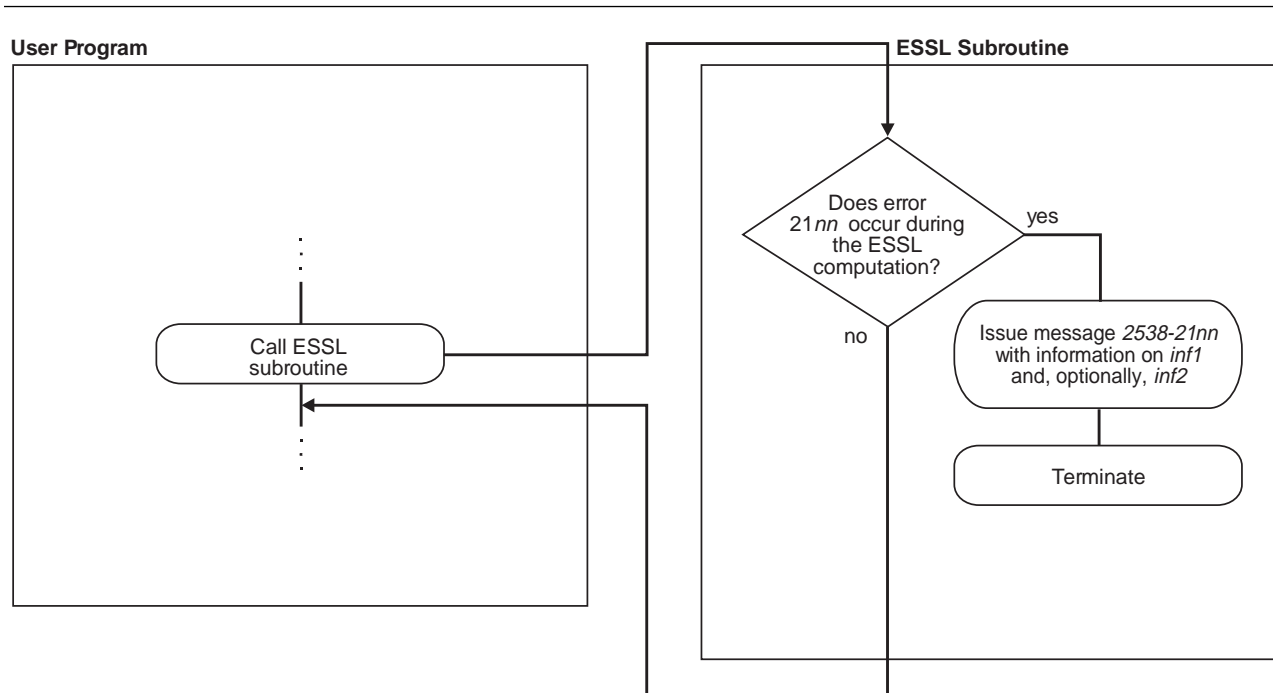 User Program
ESSL Subroutine
Does error
21nn occur during
the ESSL
computation?
yes
no
Call ESSL
subroutine
Issue message 2538-21nn
with information on inf1
and, optionally, inf2
Terminate